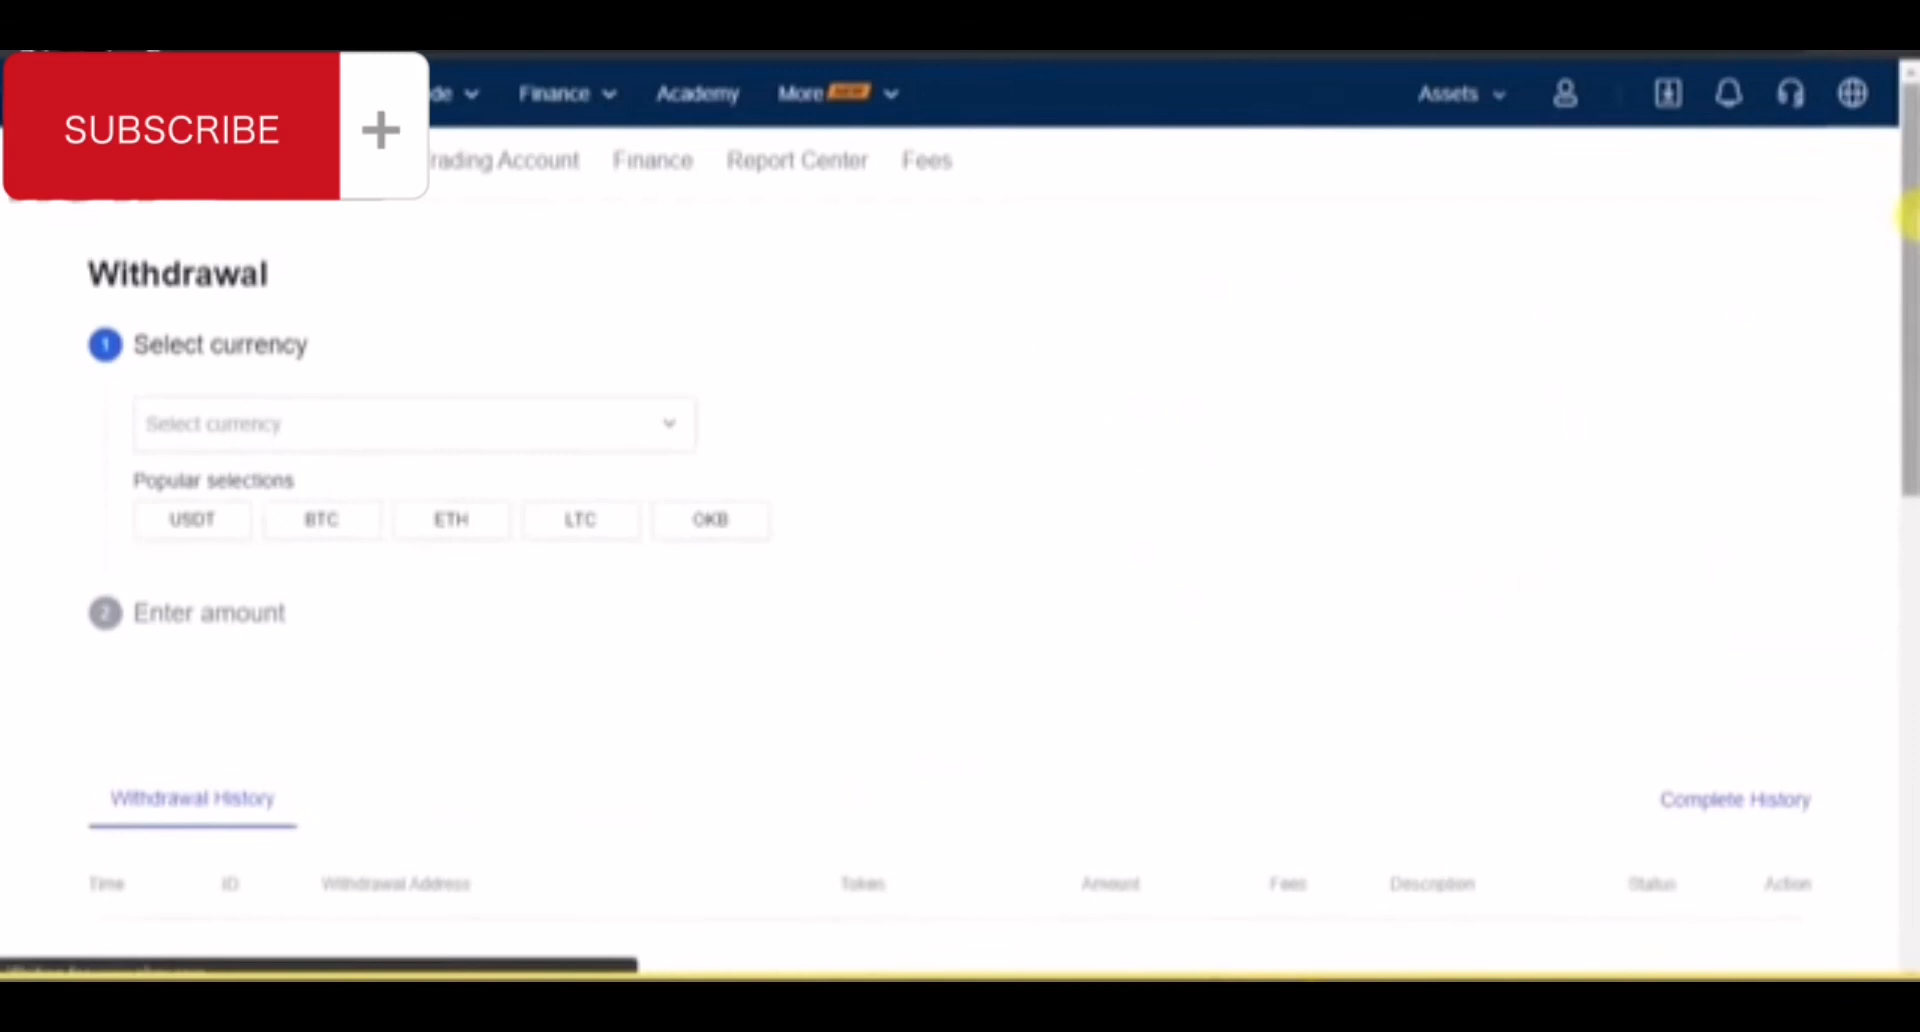 SUBSCRIBE +
Finance Academy More NEW Assets
rading Account Finance Report Center Fees
Withdrawal
1 Select currency
Select currency
Popular selections
USDT BTC ETH LTC OKB
2 Enter amount
Withdrawal History Complete History
Time ID Withdrawal Address Token Amount Fees Description Status Action